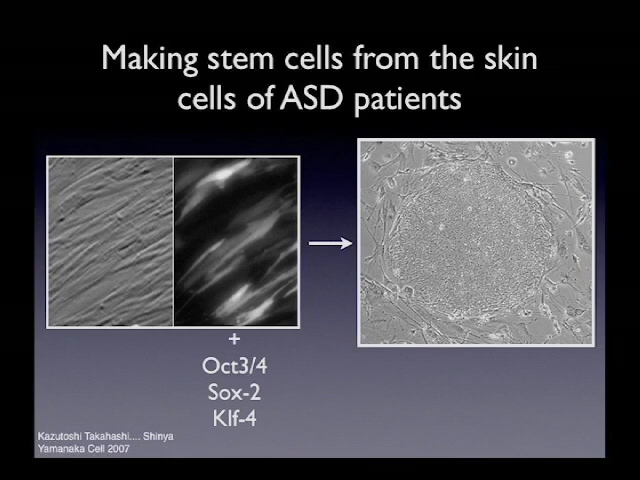 Making stem cells from the skin
cells of ASD patients
+
Oct3/4
Sox-2
Klf-4
Kazutoshi Takahashi.... Shinya
Yamanaka Cell 2007